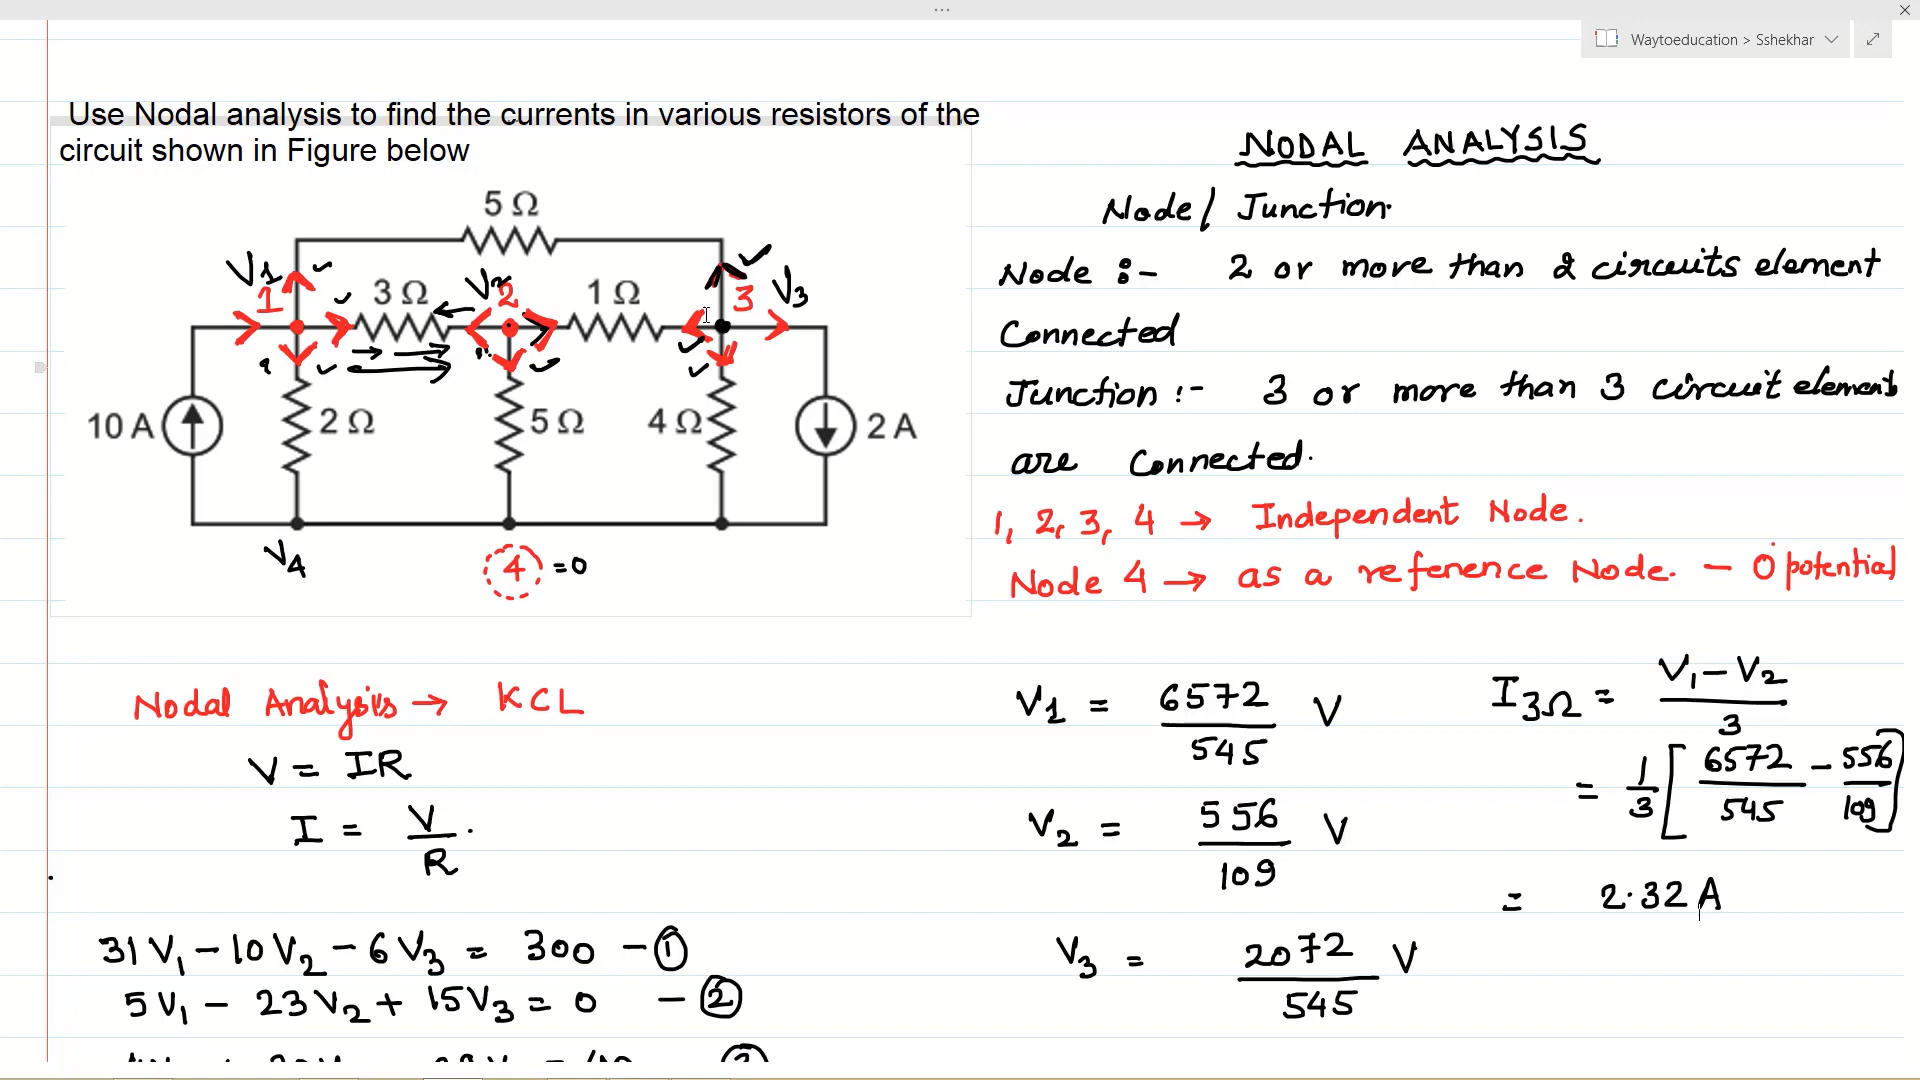 Waytoeducation > Sshekhar
Use Nodal analysis to find the currents in various resistors of the
circuit shown in Figure below
5 Ω
V1 1 3 Ω V2 2 1 Ω 3 V3
10 A 2 Ω 5 Ω 4 Ω 2 A
V4 4 = 0
NODAL ANALYSIS
Node / Junction.
Node :- 2 or more than 2 circuits element
Connected
Junction :- 3 or more than 3 circuit elements
are Connected.
1, 2, 3, 4 → Independent Node.
Node 4 → as a reference Node. - 0 potential
Nodal Analysis → KCL
V = IR
I = V/R.
31V1 - 10V2 - 6V3 = 300 - ①
5V1 - 23V2 + 15V3 = 0 - ②
V1 = 6572/545 V
V2 = 556/109 V
V3 = 2072/545 V
I3Ω = V1 - V2/3
= 1/3 [6572/545 - 556/109]
= 2.32 A